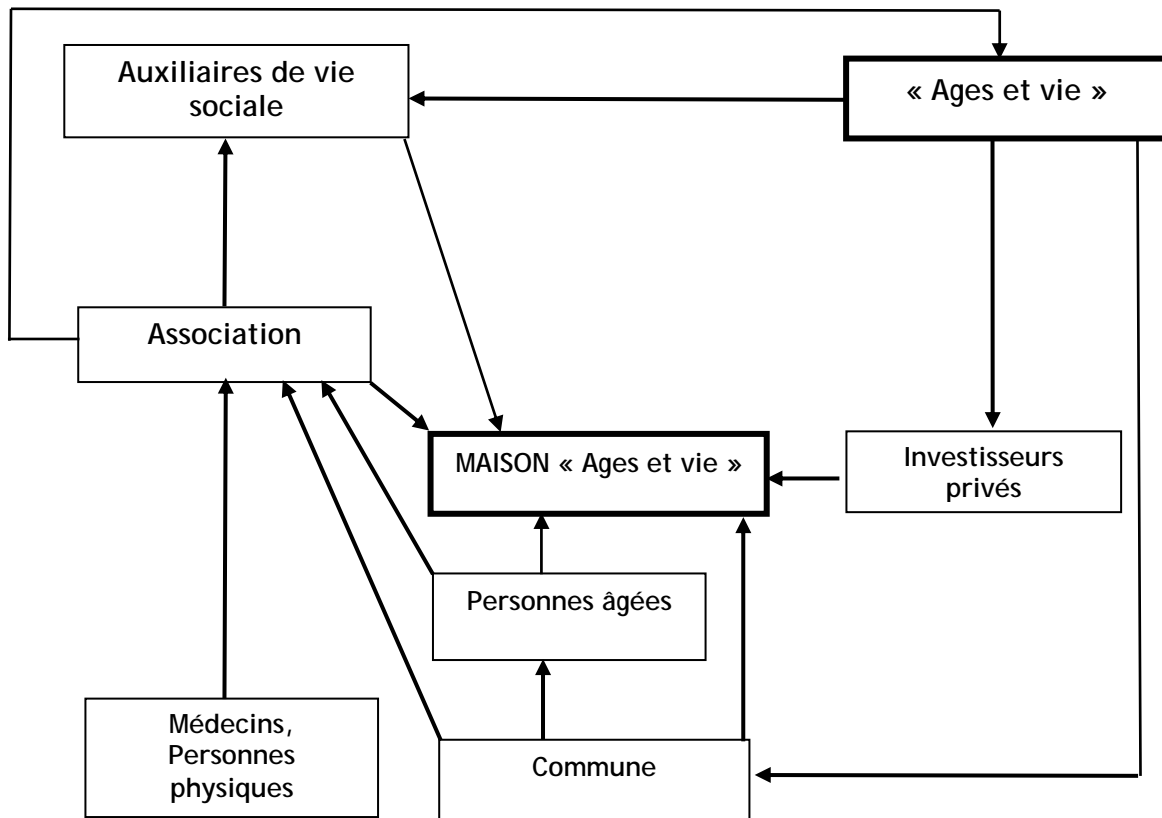 Auxiliaires de vie
sociale
« Ages et vie »
Association
MAISON « Ages et vie »
Investisseurs
privés
Personnes âgées
Médecins,
Personnes
physiques
Commune